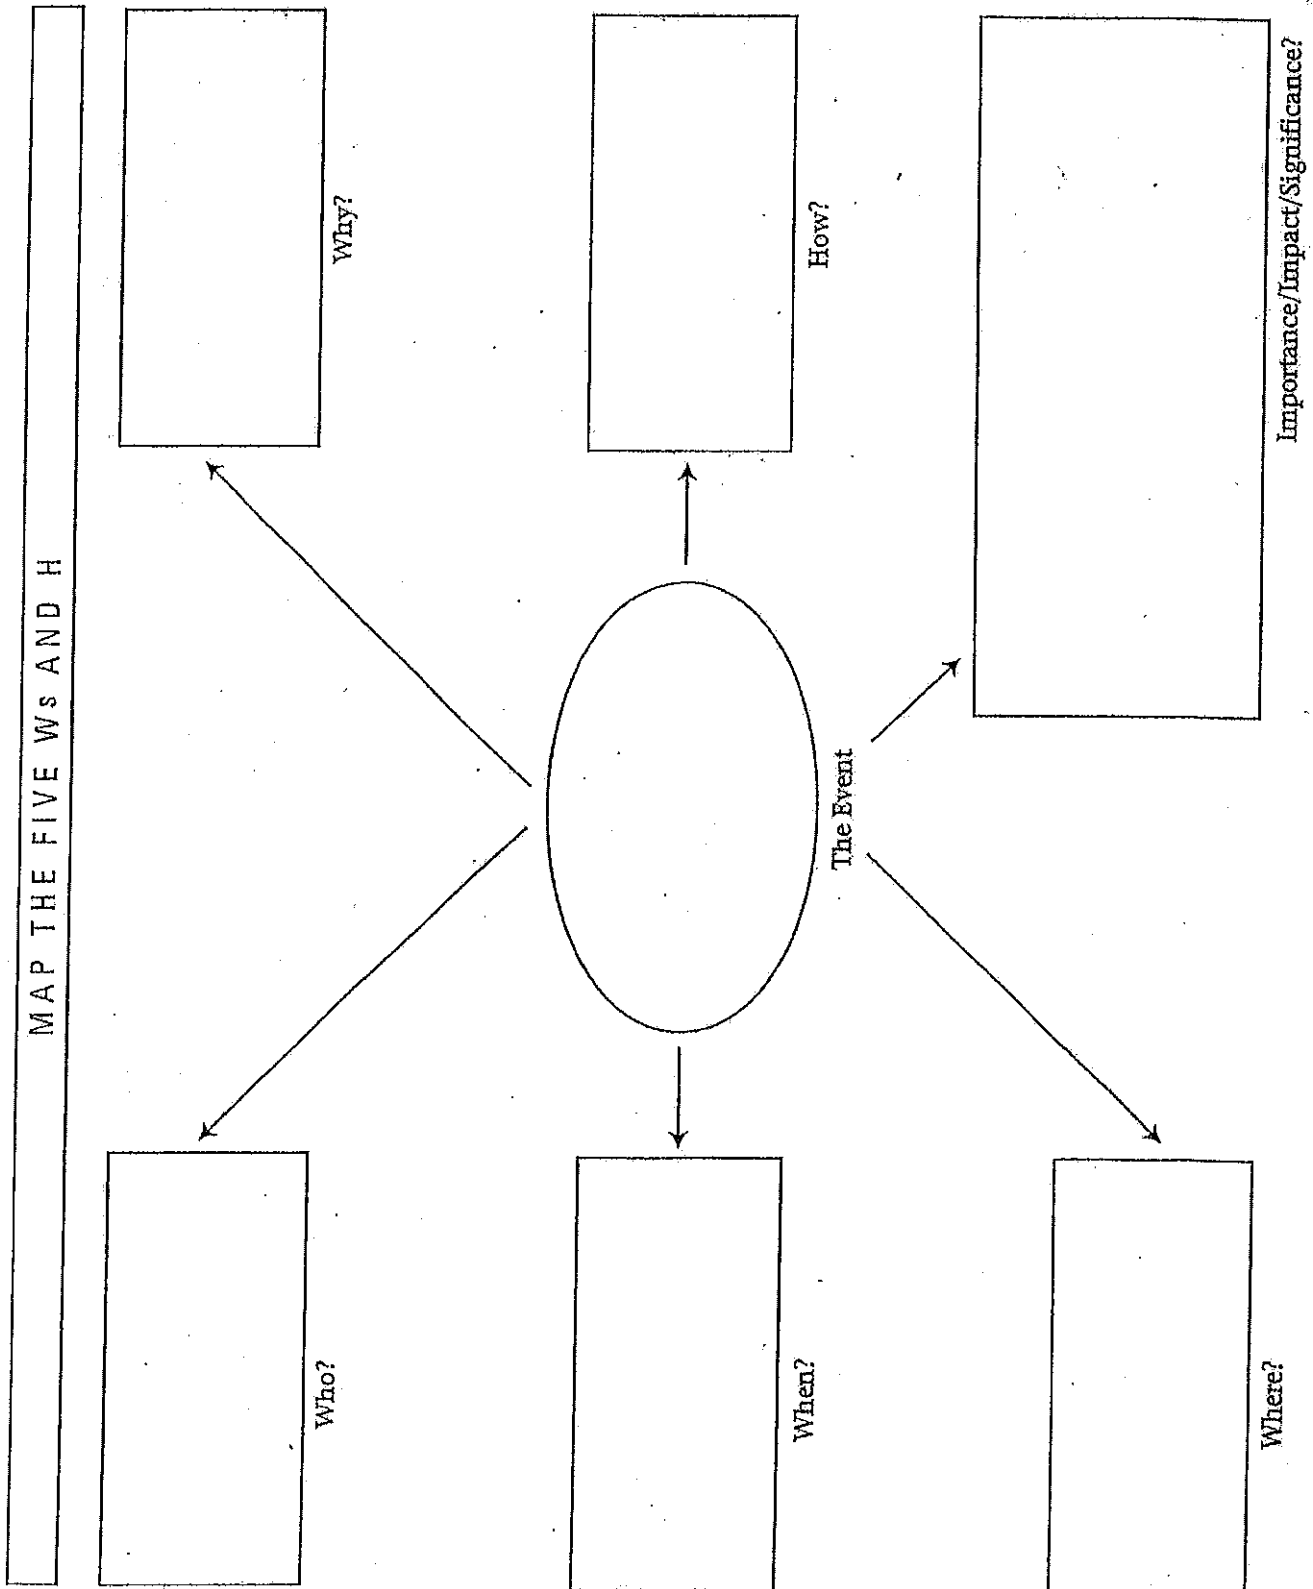 MAP THE FIVE Ws AND H
Who?
Why?
When?
The Event
How?
Where?
Importance/Impact/Significance?